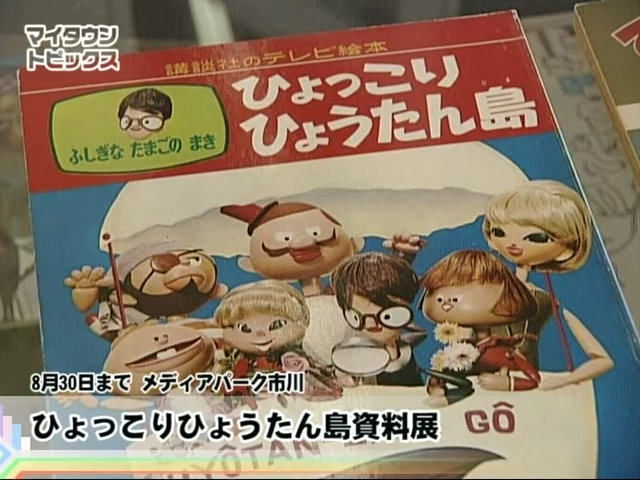 マイタウン
トピックス
講談社のテレビ絵本
ひょっこり
ひょうたん島
じま
ふしぎな たまごの まき
8月30日まで メディアパーク市川
ひょっこりひょうたん島資料展
GÔ